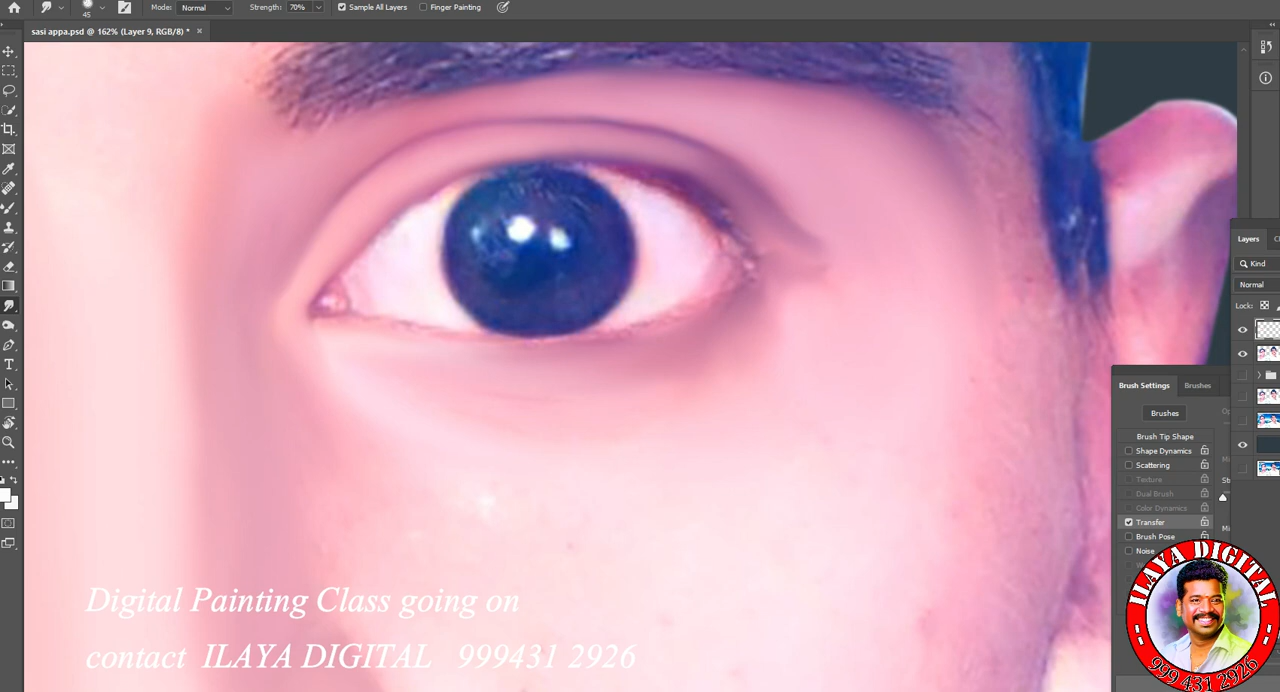 45
Mode:
Normal
Strength:
70%
Sample All Layers
Finger Painting
sasi appa.psd @ 162% (Layer 9, RGB/8) *
Layers
Kind
Normal
Lock:
Brush Settings
Brushes
Brushes
Brush Tip Shape
Shape Dynamics
Scattering
Texture
Dual Brush
Color Dynamics
Transfer
Brush Pose
Noise
Digital Painting Class going on
contact ILAYA DIGITAL 999431 2926
ILAYA DIGITAL
999 431 2926